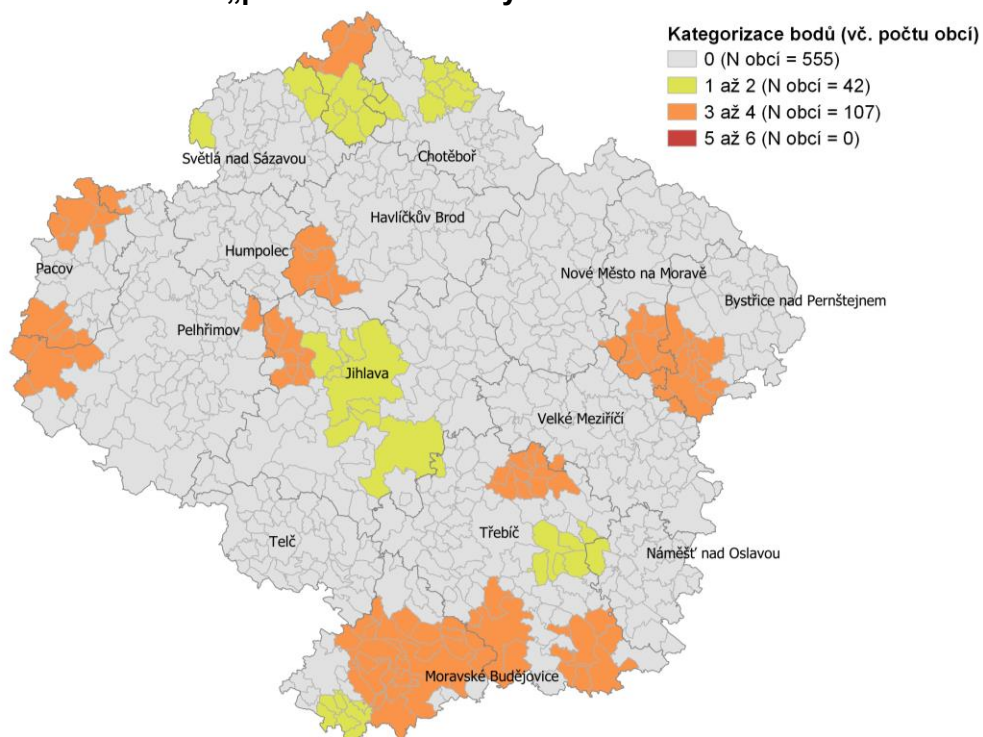 Kategorizace bodů (vč. počtu obcí)
0 (N obcí = 555)
1 až 2 (N obcí = 42)
3 až 4 (N obcí = 107)
5 až 6 (N obcí = 0)
Světlá nad Sázavou
Chotěboř
Havlíčkův Brod
Humpolec
Pacov
Nové Město na Moravě
Bystřice nad Pernštejnem
Pelhřimov
Jihlava
Velké Meziříčí
Třebíč
Telč
Náměšť nad Oslavou
Moravské Budějovice